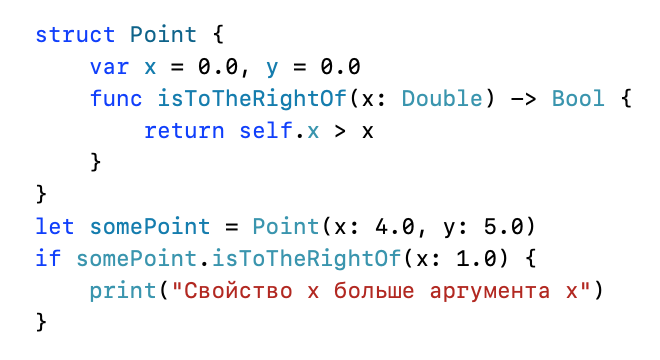 struct Point {
    var x = 0.0, y = 0.0
    func isToTheRightOf(x: Double) -> Bool {
        return self.x > x
    }
}
let somePoint = Point(x: 4.0, y: 5.0)
if somePoint.isToTheRightOf(x: 1.0) {
    print("Свойство x больше аргумента x")
}